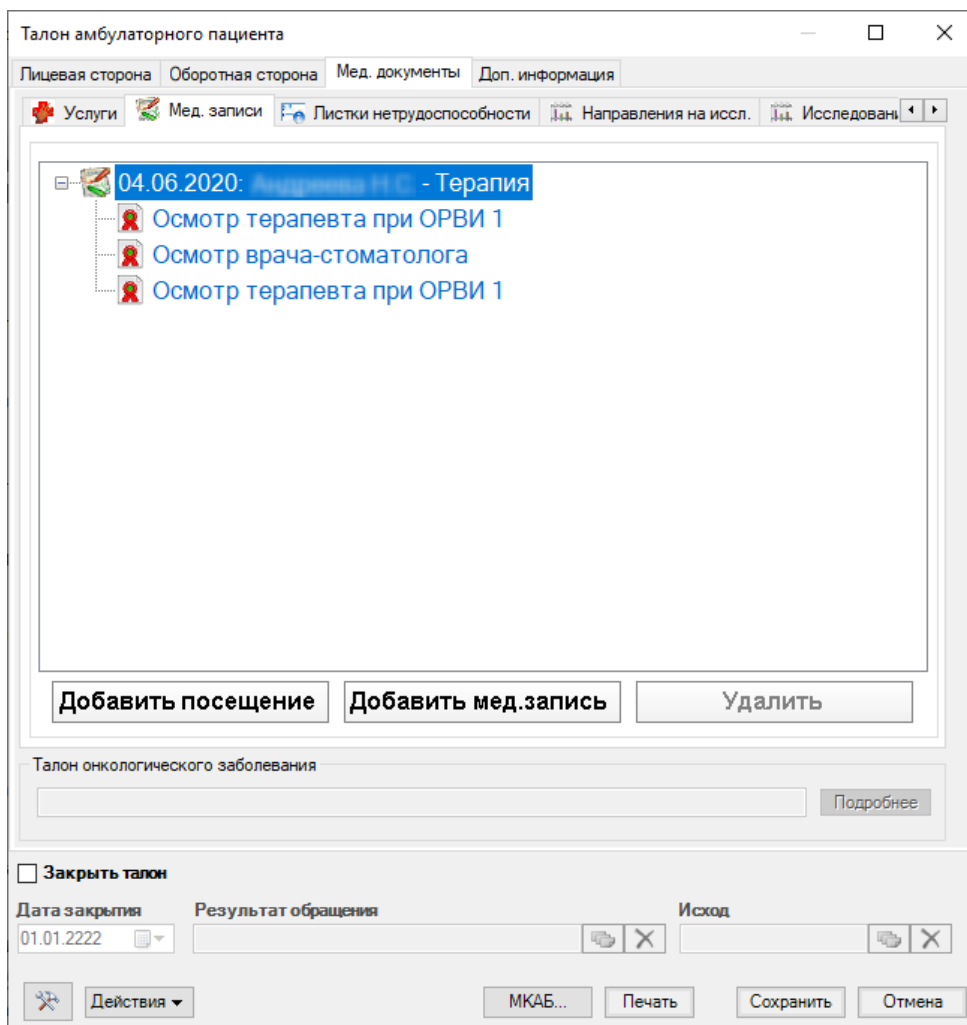 Талон амбулаторного пациента
Лицевая сторона Оборотная сторона Мед. документы Доп. информация
Услуги Мед. записи Листки нетрудоспособности Направления на иссл. Исследован
04.06.2020: - Терапия
Осмотр терапевта при ОРВИ 1
Осмотр врача-стоматолога
Осмотр терапевта при ОРВИ 1
Добавить посещение Добавить мед.запись Удалить
Талон онкологического заболевания
Подробнее
Закрыть талон
Дата закрытия Результат обращения Исход
01.01.2222
Действия МКАБ... Печать Сохранить Отмена